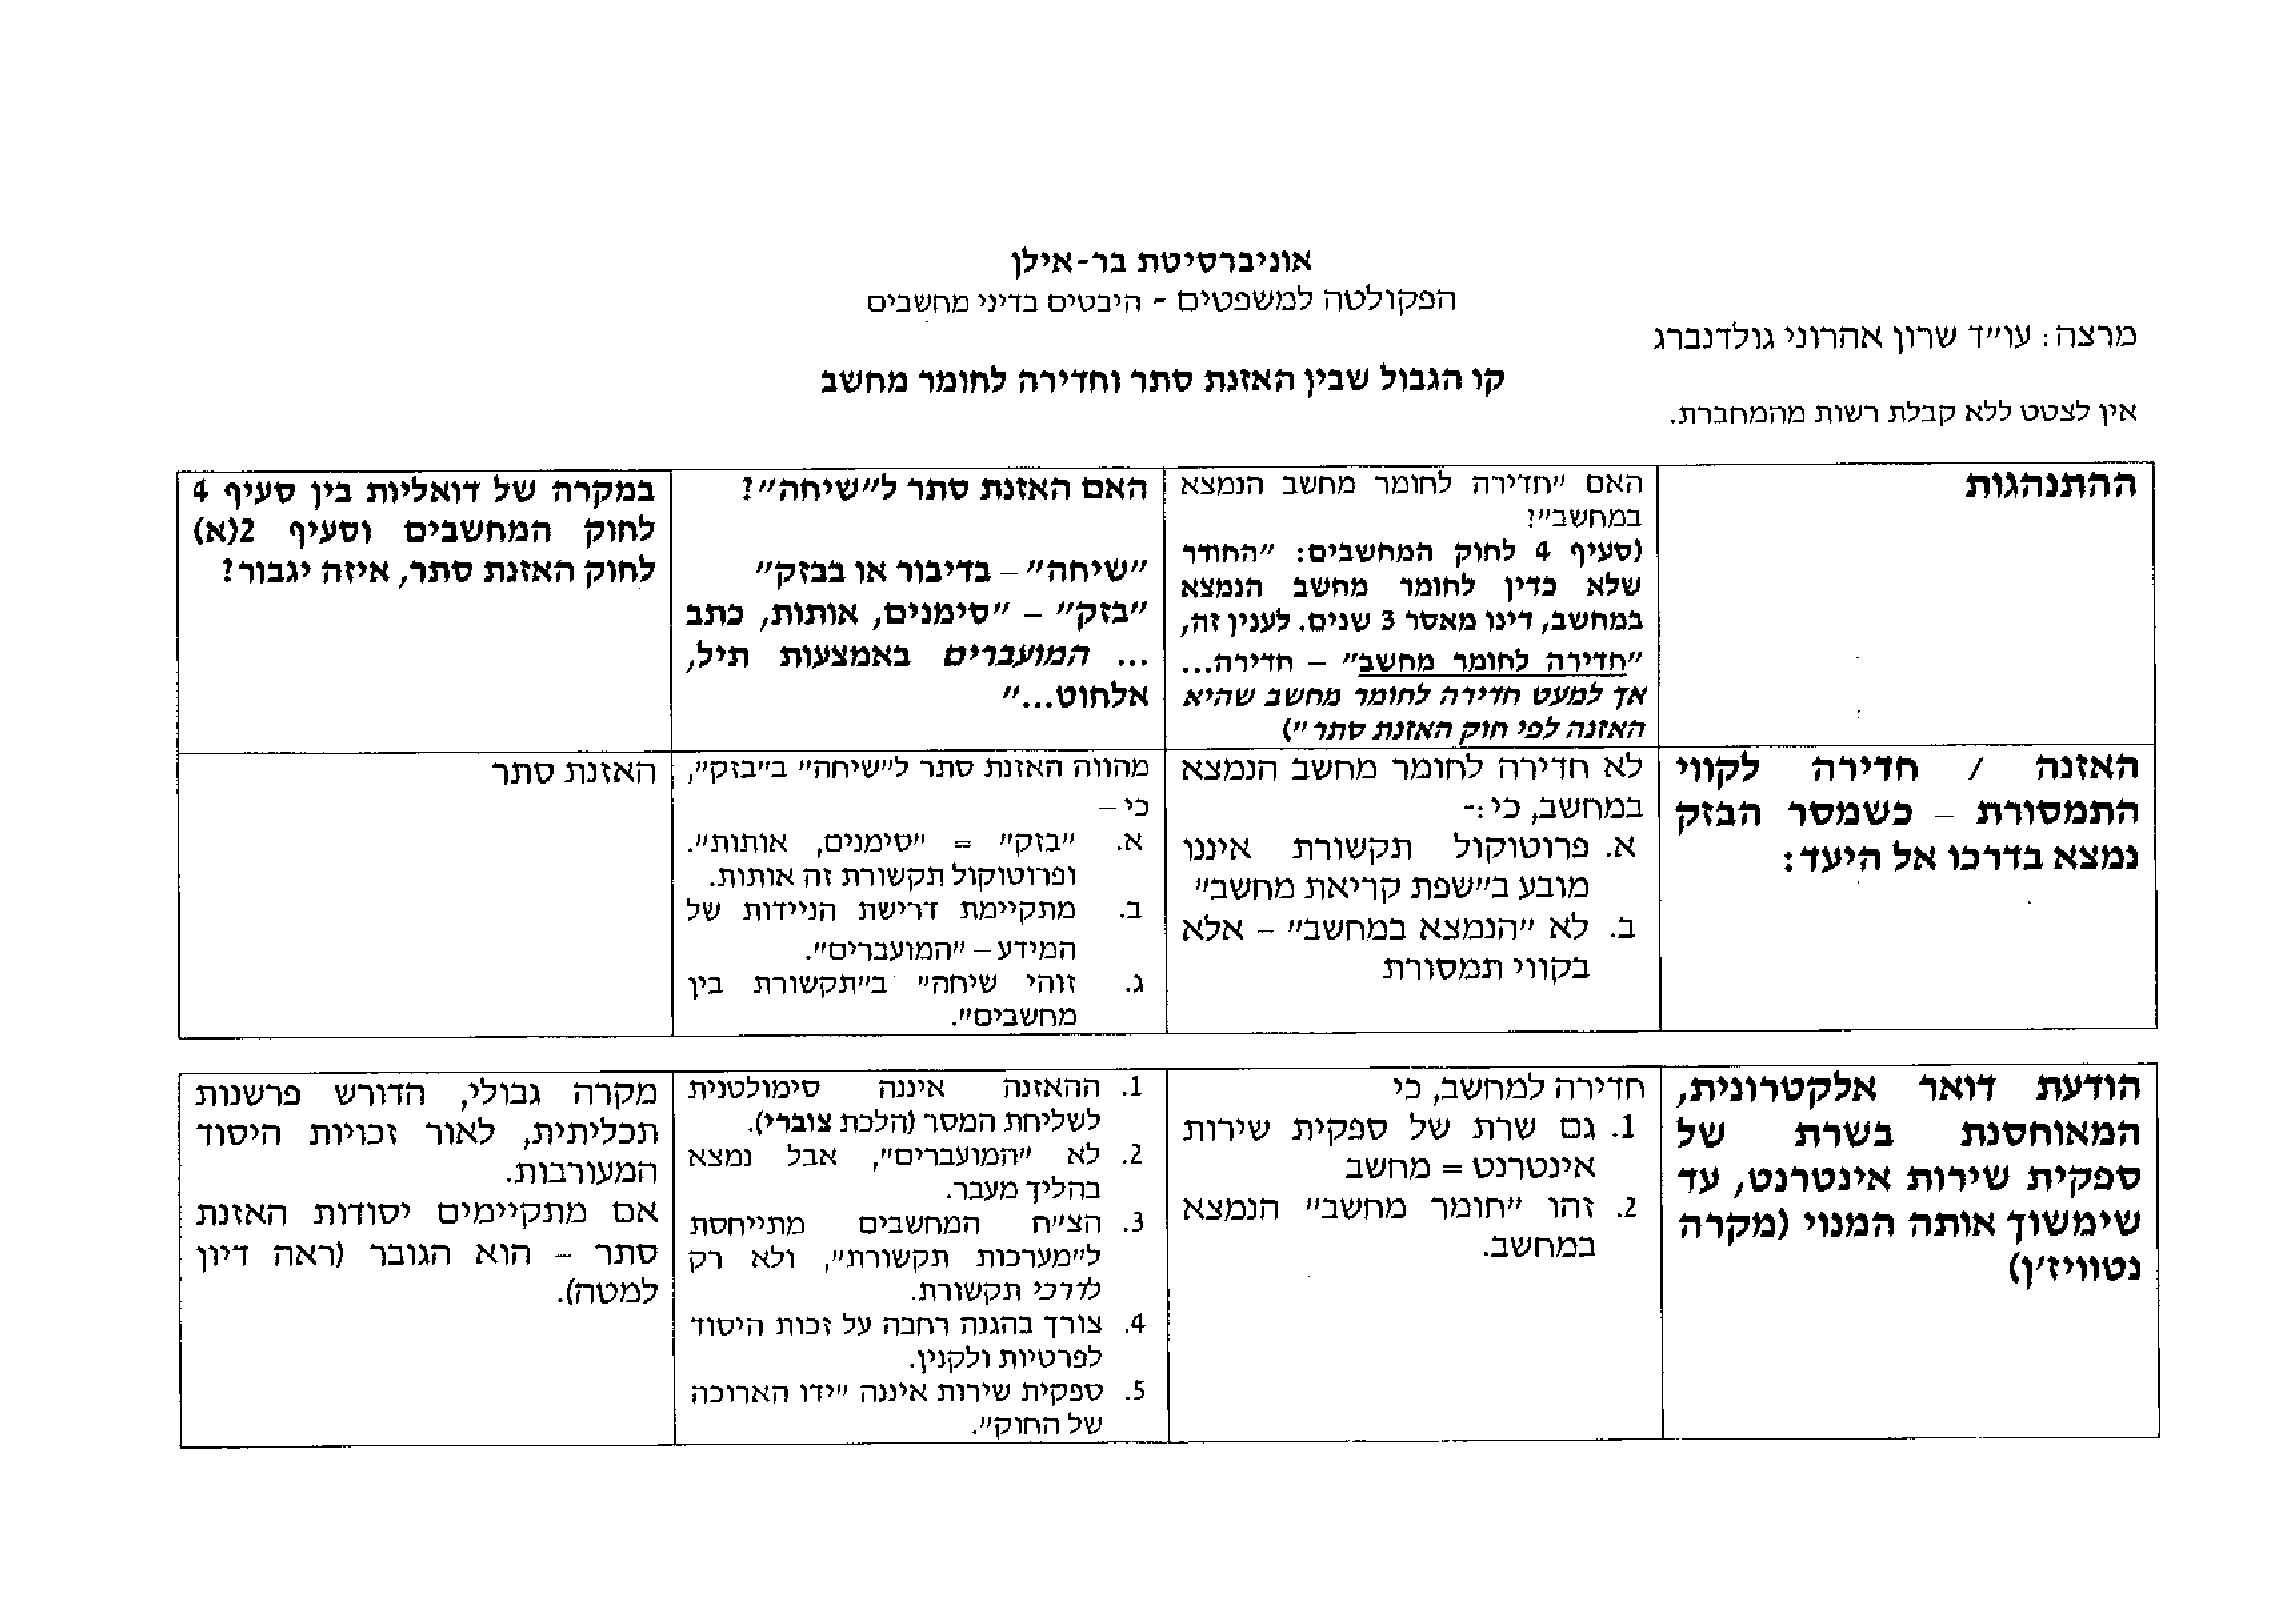 אוניברסיטת בר-אילן
הפקולטה למשפטים - היבטים בדיני מחשבים
מרצה: עו"ד שרון אהרוני גולדנברג
קו הגבול שבין האזנת סתר וחדירה לחומר מחשב
אין לצטט ללא קבלת רשות מהמחברת.
ההתנהגות
האם "חדירה לחומר מחשב הנמצא
במחשב"?
(סעיף 4 לחוק המחשבים: "החודר
שלא כדין לחומר מחשב הנמצא
במחשב, דינו מאסר 3 שנים. לענין זה,
"חדירה לחומר מחשב" – חדירה...
אך למעט חדירה לחומר מחשב שהיא
האזנה לפי חוק האזנת סתר")
האם האזנת סתר ל"שיחה"?
"שיחה" – בדיבור או בבזק"
"בזק" – "סימנים, אותות, כתב
... המועברים באמצעות תיל,
אלחוט..."
במקרה של דואליות בין סעיף 4
לחוק המחשבים וסעיף 2(א)
לחוק האזנת סתר, איזה יגבור?
האזנה / חדירה לקווי
התמסורת – כשמסר הבזק
נמצא בדרכו אל היעד:
לא חדירה לחומר מחשב הנמצא
במחשב, כי:-
א. פרוטוקול תקשורת איננו
מובע ב"שפת קריאת מחשב"
ב. לא "הנמצא במחשב" – אלא
בקווי תמסורת
מהווה האזנת סתר ל"שיחה" ב"בזק",
כי –
א. "בזק" = "סימנים, אותות".
ופרוטוקול תקשורת זה אותות.
ב. מתקיימת דרישת הניידות של
המידע – "המועברים".
ג. זוהי שיחה" ב"תקשורת בין
מחשבים".
האזנת סתר
הודעת דואר אלקטרונית,
המאוחסנת בשרת של
ספקית שירות אינטרנט, עד
שימשוך אותה המנוי (מקרה
נטוויז'ן)
חדירה למחשב, כי
1. גם שרת של ספקית שירות
אינטרנט = מחשב
2. זהו "חומר מחשב" הנמצא
במחשב.
1. ההאזנה איננה סימולטנית
לשליחת המסר (הלכת צוברי).
2. לא "המועברים", אבל נמצא
בהליך מעבר.
3. הצ"ח המחשבים מתייחסת
ל"מערכות תקשורת", ולא רק
לדרכי תקשורת.
4. צורך בהגנה רחבה על זכות היסוד
לפרטיות ולקנין.
5. ספקית שירות איננה "ידו הארוכה
של החוק".
מקרה גבולי, הדורש פרשנות
תכליתית, לאור זכויות היסוד
המעורבות.
אם מתקיימים יסודות האזנת
סתר – הוא הגובר (ראה דיון
למטה).